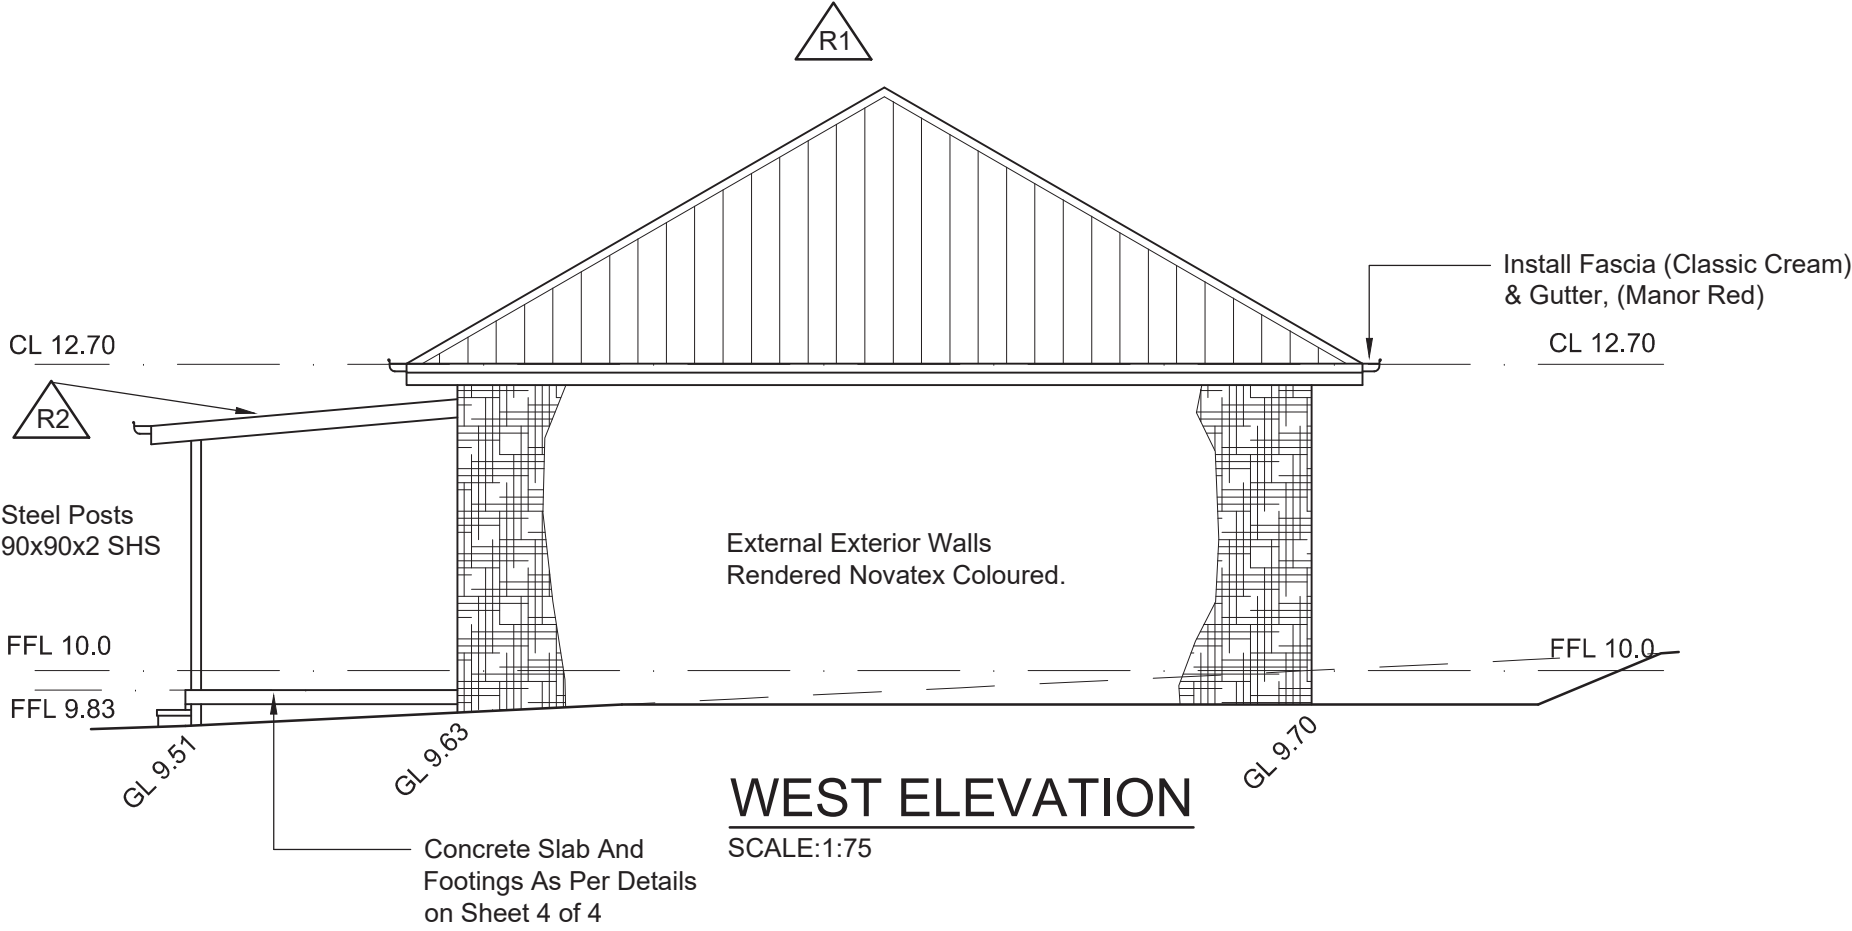 R1
Install Fascia (Classic Cream)
& Gutter, (Manor Red)
CL 12.70
CL 12.70
R2
Steel Posts
90x90x2 SHS
External Exterior Walls
Rendered Novatex Coloured.
FFL 10.0
FFL 10.0
FFL 9.83
GL 9.51
GL 9.63
GL 9.70
WEST ELEVATION
SCALE:1:75
Concrete Slab And
Footings As Per Details
on Sheet 4 of 4